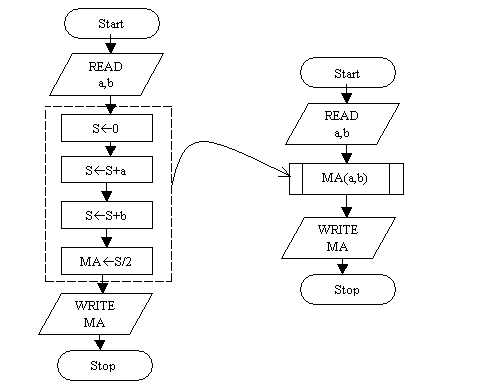 Start
READ
a,b
S←0
S←S+a
S←S+b
MA←S/2
WRITE
MA
Stop
Start
READ
a,b
MA(a,b)
WRITE
MA
Stop